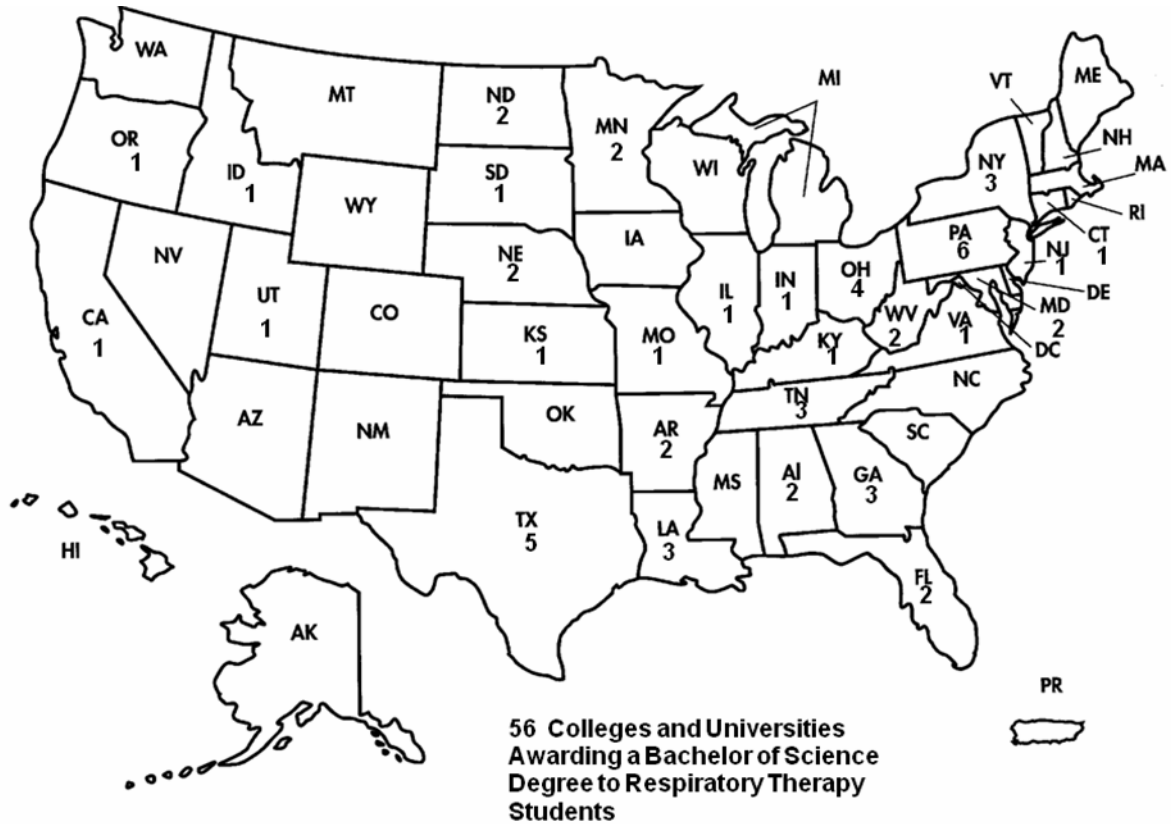 WA
MT
ND
2
MN
2
MI
VT
ME
OR
1
ID
1
SD
1
WI
NY
3
NH
MA
WY
RI
NV
NE
2
IA
PA
6
CT
1
NJ
1
UT
1
CO
IL
1
IN
1
OH
4
DE
MD
2
CA
1
KS
1
MO
1
WV
2
VA
1
DC
KY
1
NC
AZ
NM
OK
AR
2
TN
3
SC
MS
Al
2
GA
3
TX
5
LA
3
HI
FL
2
AK
PR
56 Colleges and Universities
Awarding a Bachelor of Science
Degree to Respiratory Therapy
Students